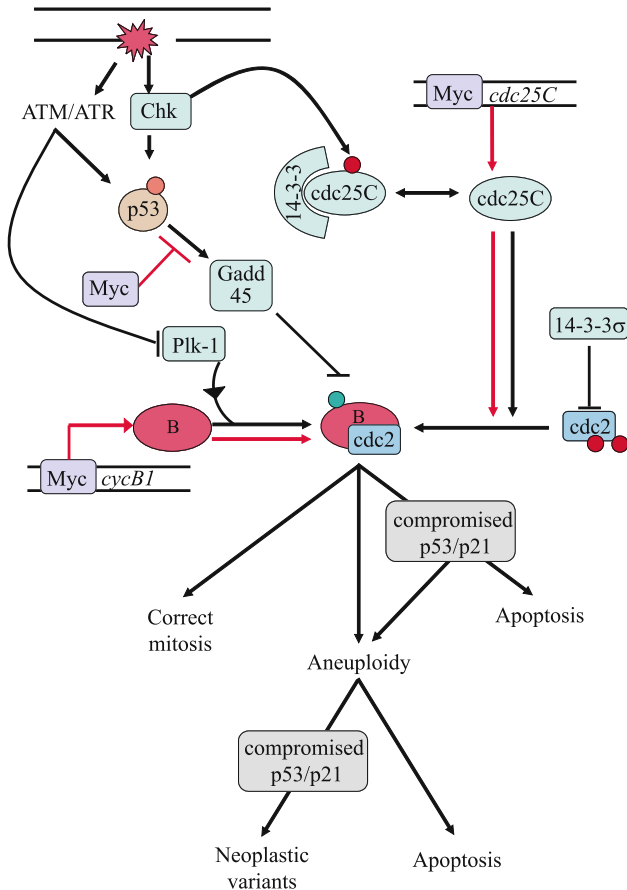 Myc cdc25C
ATM/ATR
Chk
14-3-3
cdc25C
cdc25C
p53
Myc
Gadd
45
14-3-3σ
Plk-1
B
B
cdc2
cdc2
Myc cycB1
compromised
p53/p21
Correct
mitosis
Apoptosis
Aneuploidy
compromised
p53/p21
Neoplastic
variants
Apoptosis